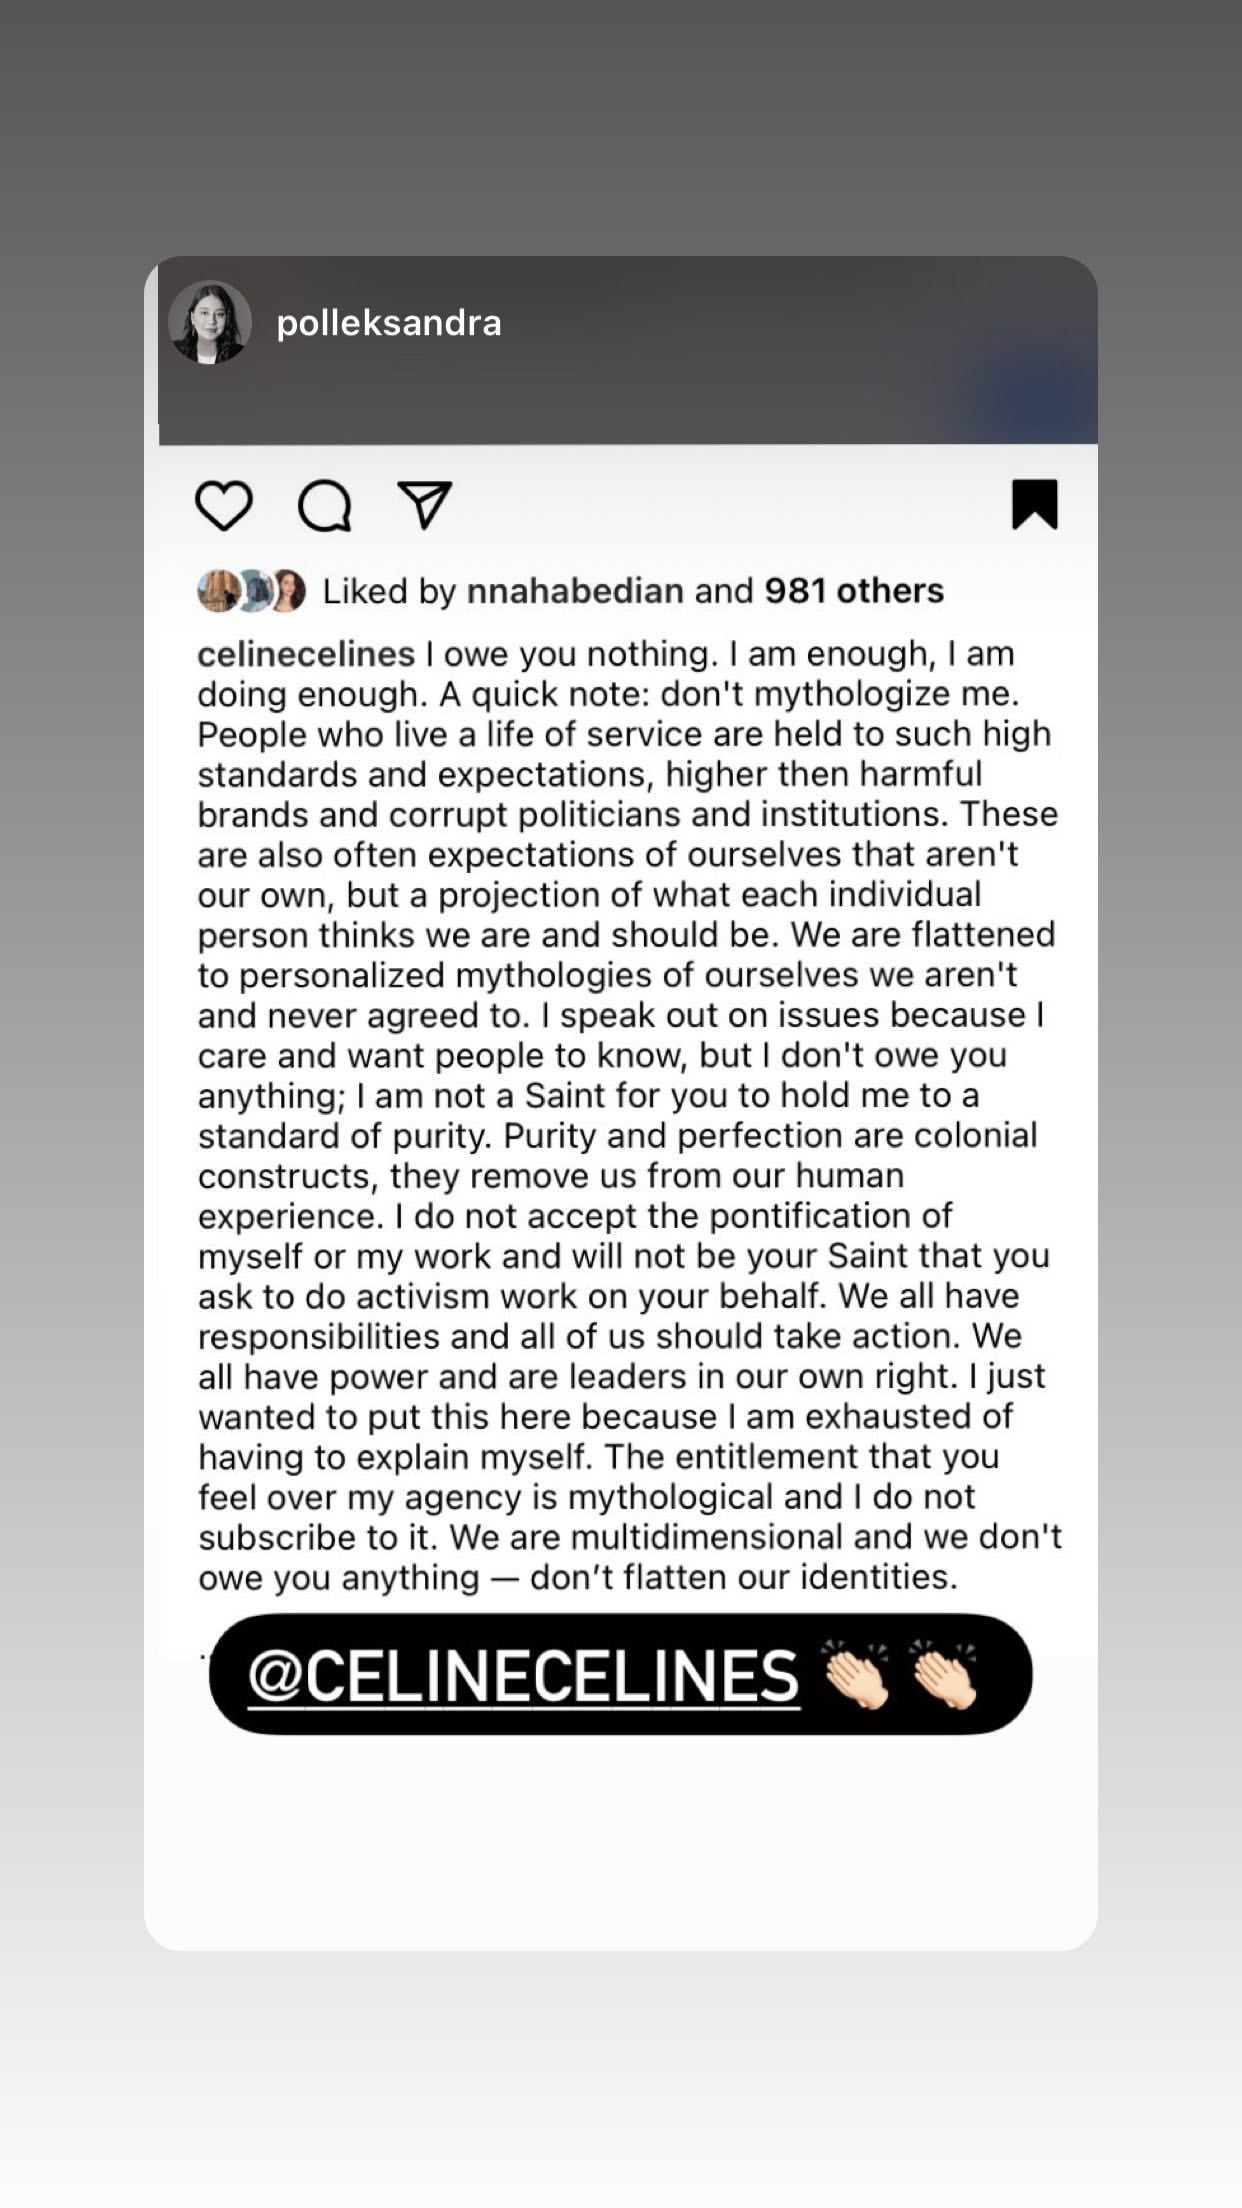 polleksandra
Liked by nnahabedian and 981 others
celinecelines I owe you nothing. I am enough, I am
doing enough. A quick note: don't mythologize me.
People who live a life of service are held to such high
standards and expectations, higher then harmful
brands and corrupt politicians and institutions. These
are also often expectations of ourselves that aren't
our own, but a projection of what each individual
person thinks we are and should be. We are flattened
to personalized mythologies of ourselves we aren't
and never agreed to. I speak out on issues because I
care and want people to know, but I don't owe you
anything; I am not a Saint for you to hold me to a
standard of purity. Purity and perfection are colonial
constructs, they remove us from our human
experience. I do not accept the pontification of
myself or my work and will not be your Saint that you
ask to do activism work on your behalf. We all have
responsibilities and all of us should take action. We
all have power and are leaders in our own right. I just
wanted to put this here because I am exhausted of
having to explain myself. The entitlement that you
feel over my agency is mythological and I do not
subscribe to it. We are multidimensional and we don't
owe you anything — don’t flatten our identities.
@CELINECELINES 👏🏻 👏🏻